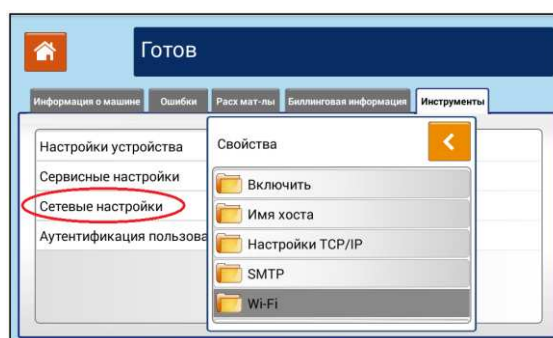 Готов
Информация о машине Ошибки Расх мат-лы Биллинговая информация Инструменты
Настройки устройства
Сервисные настройки
Сетевые настройки
Аутентификация пользова
Свойства
Включить
Имя хоста
Настройки TCP/IP
SMTP
Wi-Fi